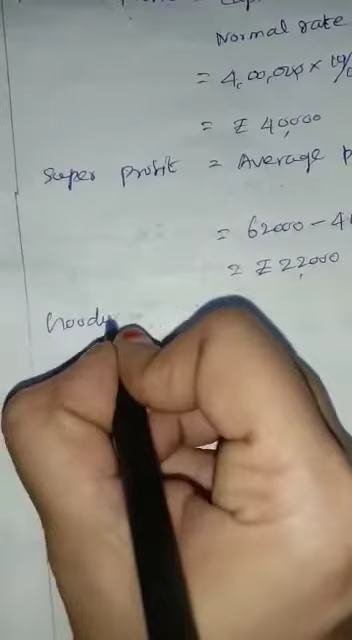 Normal rate
= 4,00,000 × 10/
= ₹ 40,000
Super profit = Average p
= 62000 - 4
= ₹ 22,000
Goodw